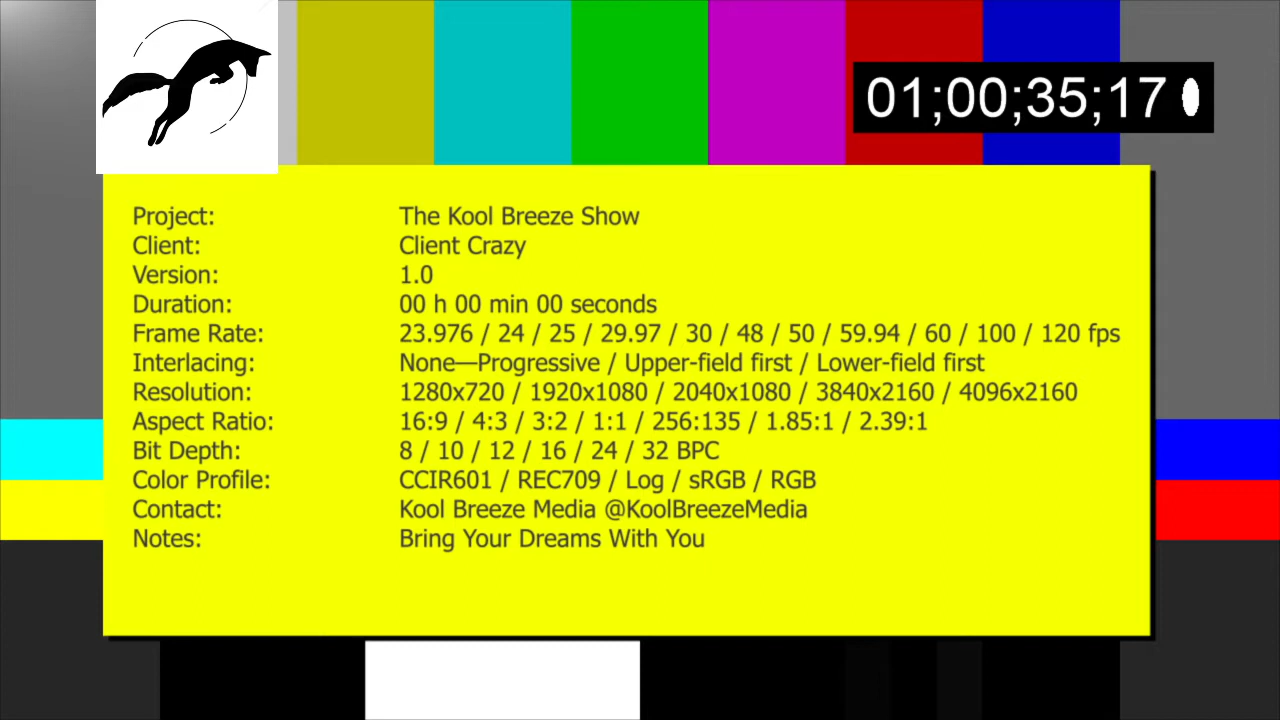 01;00;35;17
Project: The Kool Breeze Show
Client: Client Crazy
Version: 1.0
Duration: 00 h 00 min 00 seconds
Frame Rate: 23.976 / 24 / 25 / 29.97 / 30 / 48 / 50 / 59.94 / 60 / 100 / 120 fps
Interlacing: None—Progressive / Upper-field first / Lower-field first
Resolution: 1280x720 / 1920x1080 / 2040x1080 / 3840x2160 / 4096x2160
Aspect Ratio: 16:9 / 4:3 / 3:2 / 1:1 / 256:135 / 1.85:1 / 2.39:1
Bit Depth: 8 / 10 / 12 / 16 / 24 / 32 BPC
Color Profile: CCIR601 / REC709 / Log / sRGB / RGB
Contact: Kool Breeze Media @KoolBreezeMedia
Notes: Bring Your Dreams With You